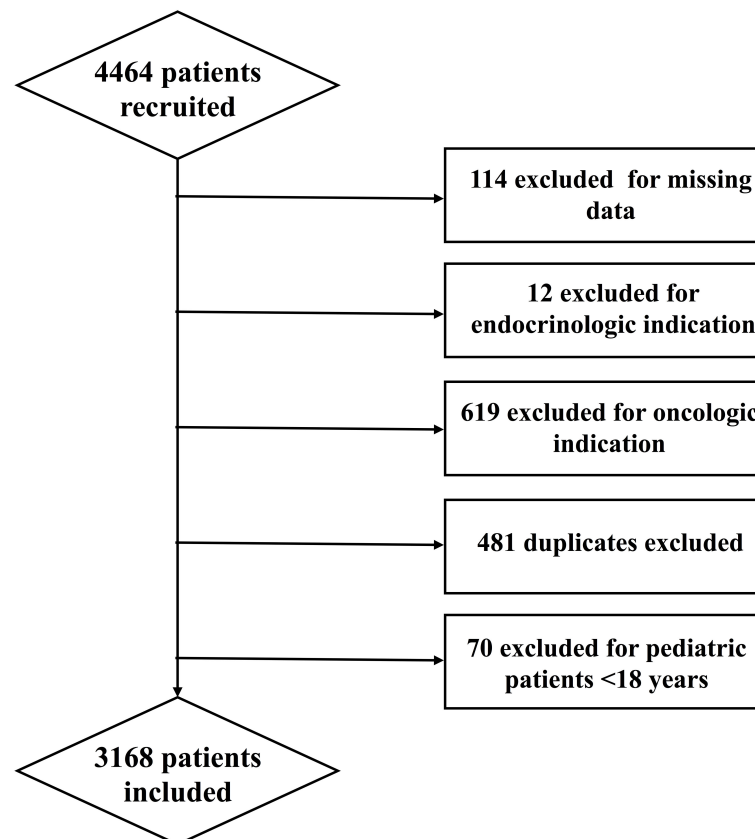 4464 patients
recruited
114 excluded for missing
data
12 excluded for
endocrinologic indication
619 excluded for oncologic
indication
481 duplicates excluded
70 excluded for pediatric
patients <18 years
3168 patients
included